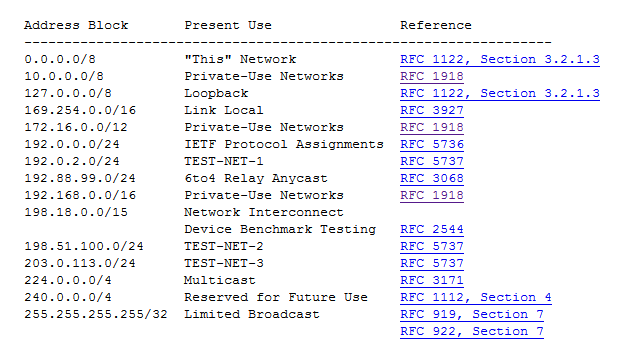 Address Block       Present Use                Reference
------------------------------------------------------------------
0.0.0.0/8           "This" Network             RFC 1122, Section 3.2.1.3
10.0.0.0/8          Private-Use Networks       RFC 1918
127.0.0.0/8         Loopback                   RFC 1122, Section 3.2.1.3
169.254.0.0/16      Link Local                 RFC 3927
172.16.0.0/12       Private-Use Networks       RFC 1918
192.0.0.0/24        IETF Protocol Assignments  RFC 5736
192.0.2.0/24        TEST-NET-1                 RFC 5737
192.88.99.0/24      6to4 Relay Anycast         RFC 3068
192.168.0.0/16      Private-Use Networks       RFC 1918
198.18.0.0/15       Network Interconnect
                    Device Benchmark Testing   RFC 2544
198.51.100.0/24     TEST-NET-2                 RFC 5737
203.0.113.0/24      TEST-NET-3                 RFC 5737
224.0.0.0/4         Multicast                  RFC 3171
240.0.0.0/4         Reserved for Future Use    RFC 1112, Section 4
255.255.255.255/32  Limited Broadcast          RFC 919, Section 7
                                               RFC 922, Section 7